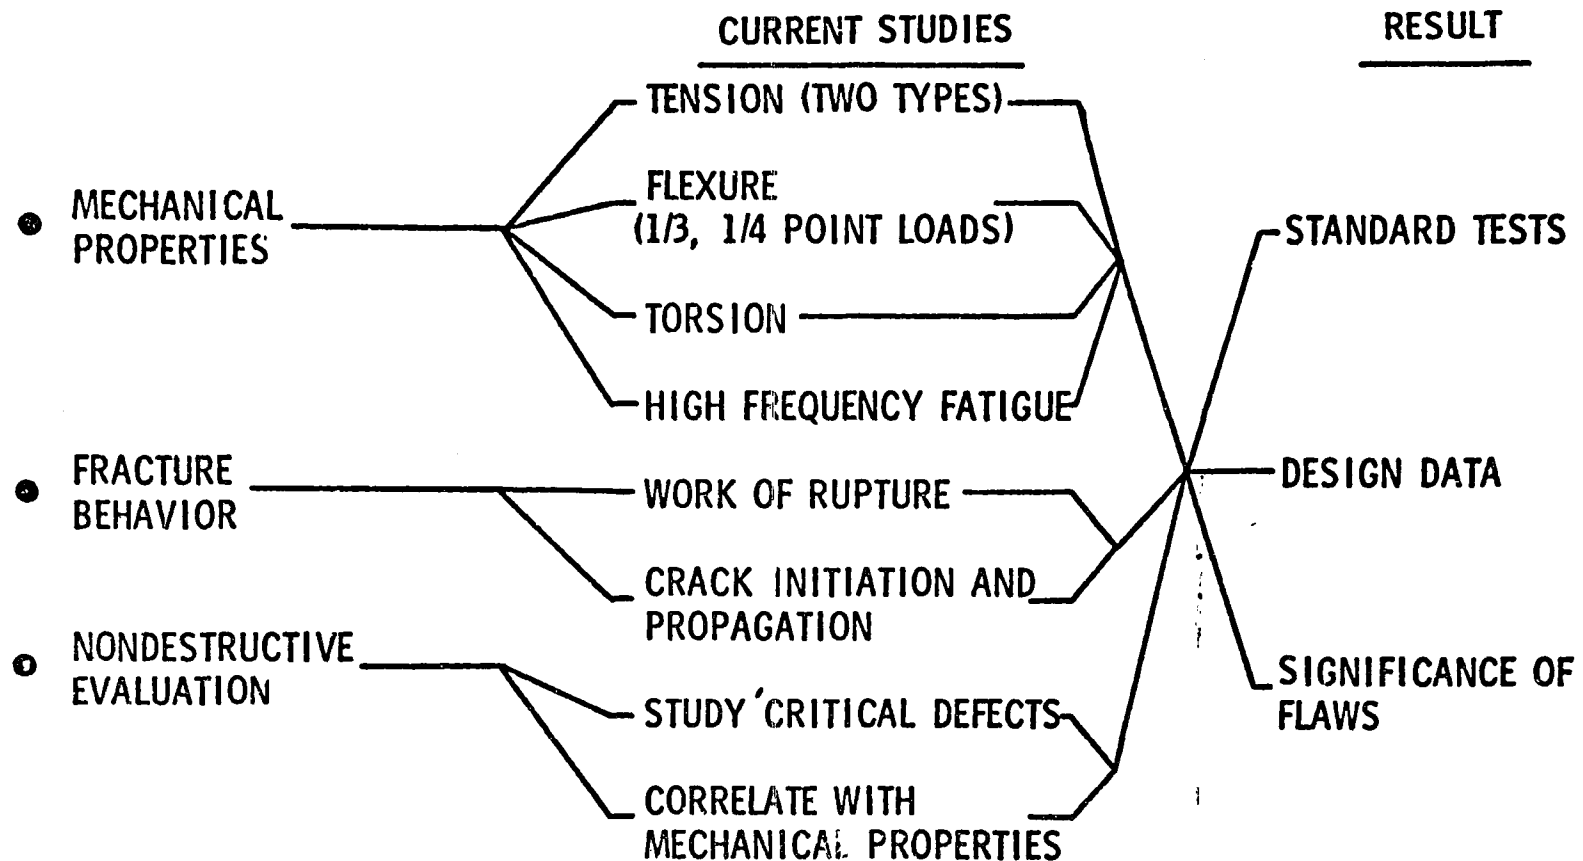 CURRENT STUDIES
RESULT
TENSION (TWO TYPES)
FLEXURE
(1/3, 1/4 POINT LOADS)
TORSION
HIGH FREQUENCY FATIGUE
MECHANICAL
PROPERTIES
STANDARD TESTS
FRACTURE
BEHAVIOR
WORK OF RUPTURE
CRACK INITIATION AND
PROPAGATION
DESIGN DATA
NONDESTRUCTIVE
EVALUATION
STUDY CRITICAL DEFECTS
CORRELATE WITH
MECHANICAL PROPERTIES
SIGNIFICANCE OF
FLAWS